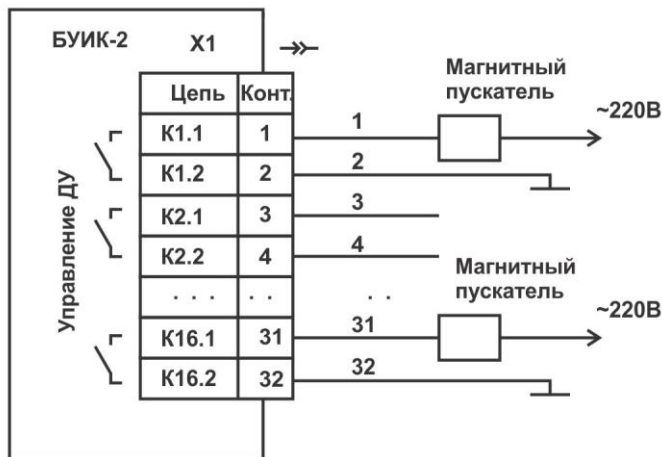 БУИК-2 Х1
Магнитный
пускатель
~220В
Цепь Конт.
К1.1 1 1
К1.2 2 2
К2.1 3 3
К2.2 4 4
Управление ДУ
Магнитный
пускатель
~220В
. . . . . . .
К16.1 31 31
К16.2 32 32